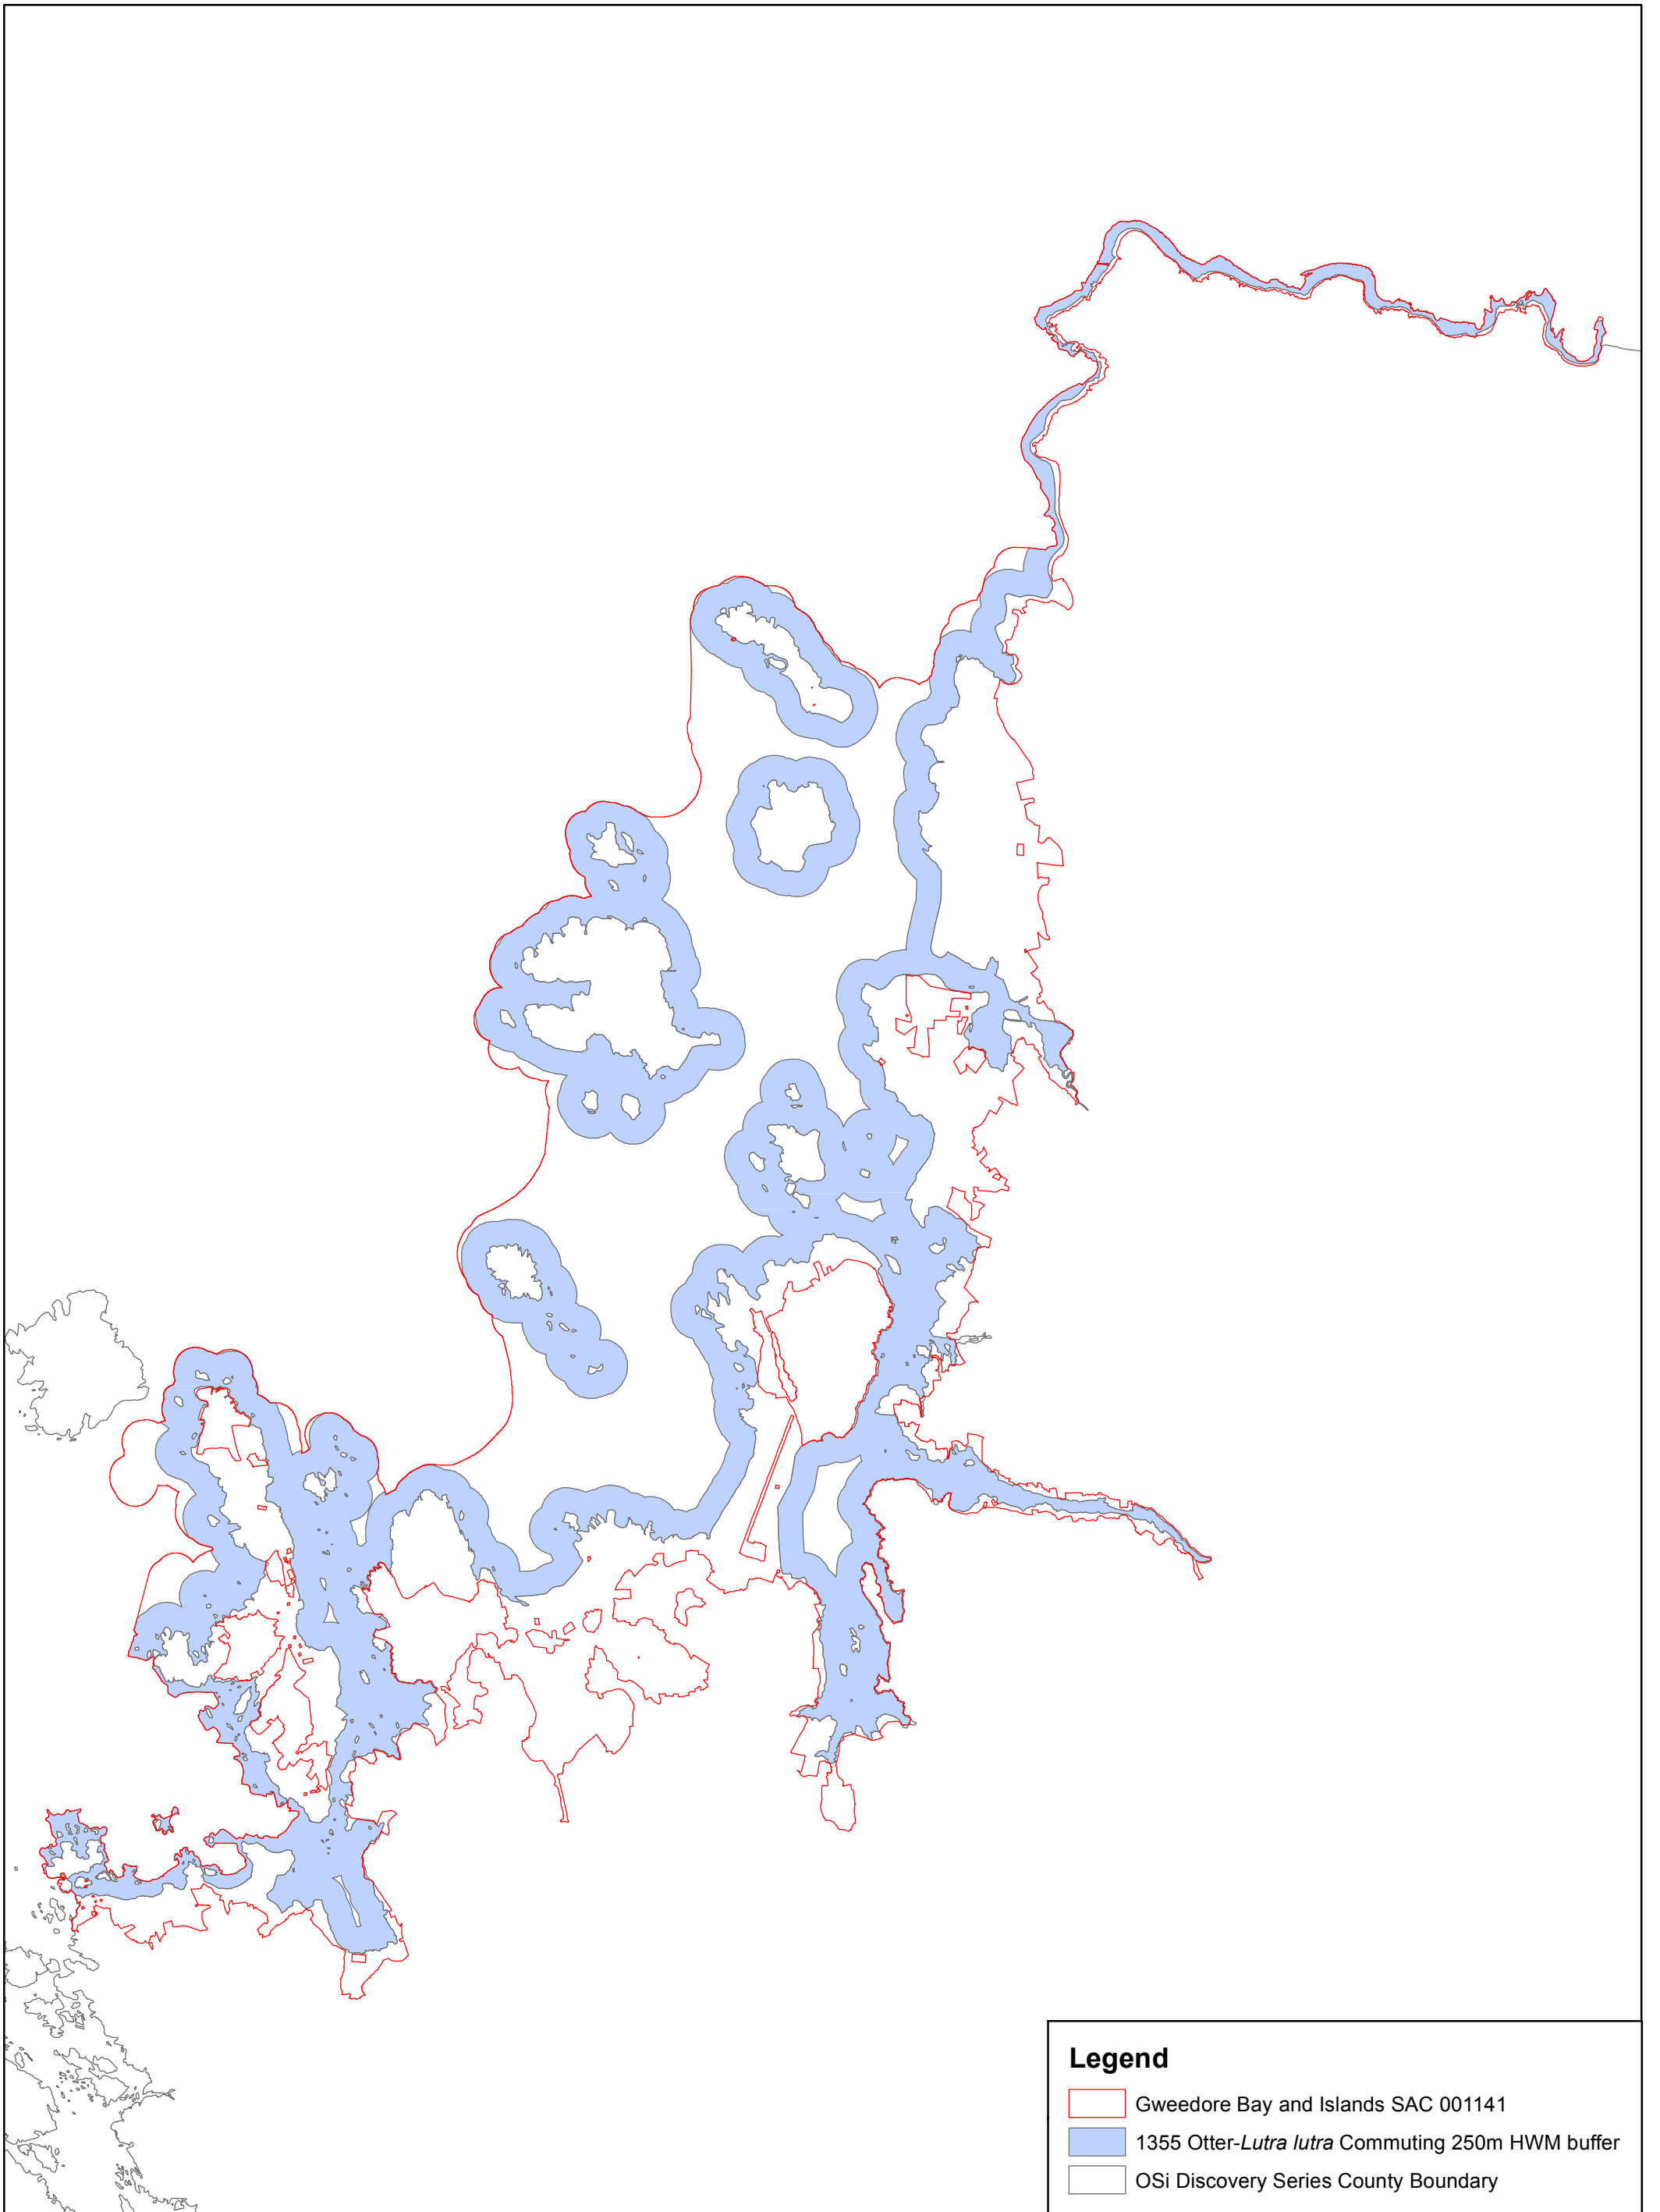 Legend
Gweedore Bay and Islands SAC 001141
1355 Otter-Lutra lutra Commuting 250m HWM buffer
OSi Discovery Series County Boundary